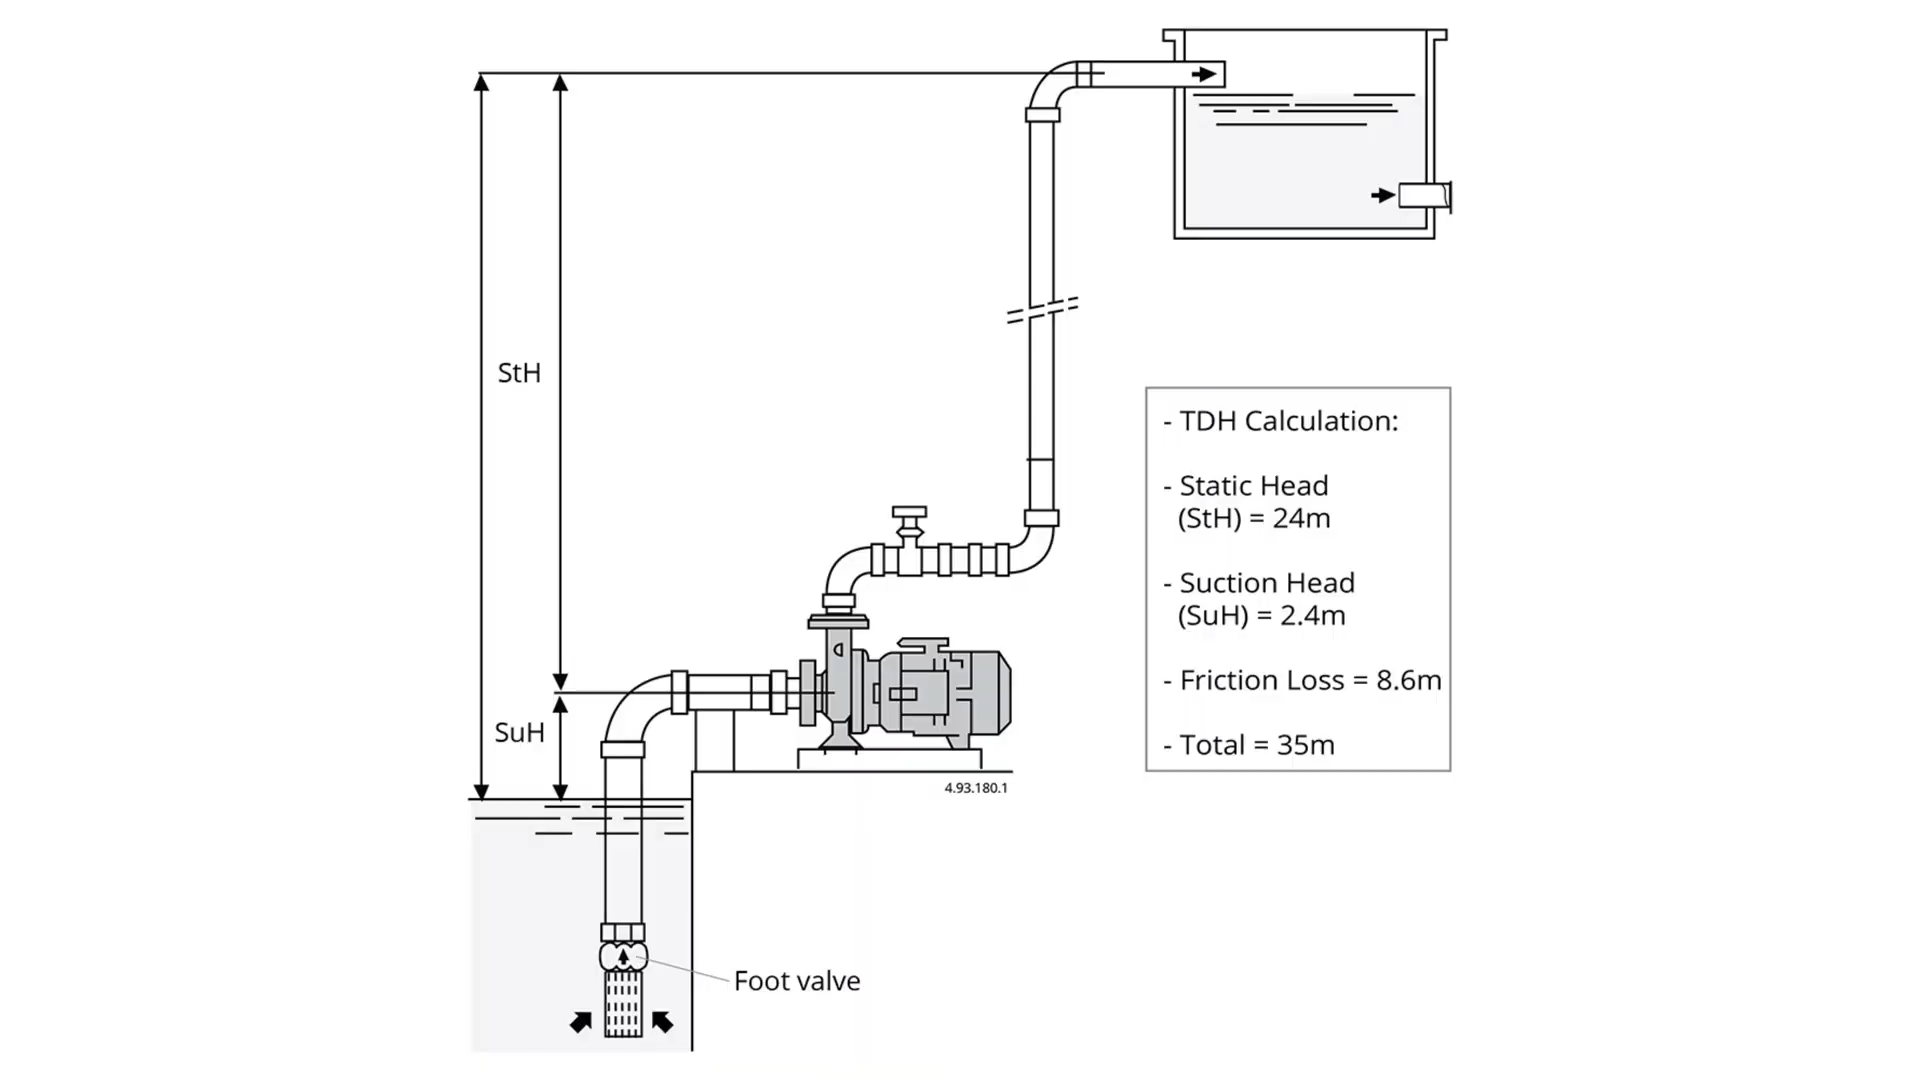 StH
SuH
- TDH Calculation:
- Static Head
(StH) = 24m
- Suction Head
(SuH) = 2.4m
- Friction Loss = 8.6m
- Total = 35m
4.93.180.1
Foot valve